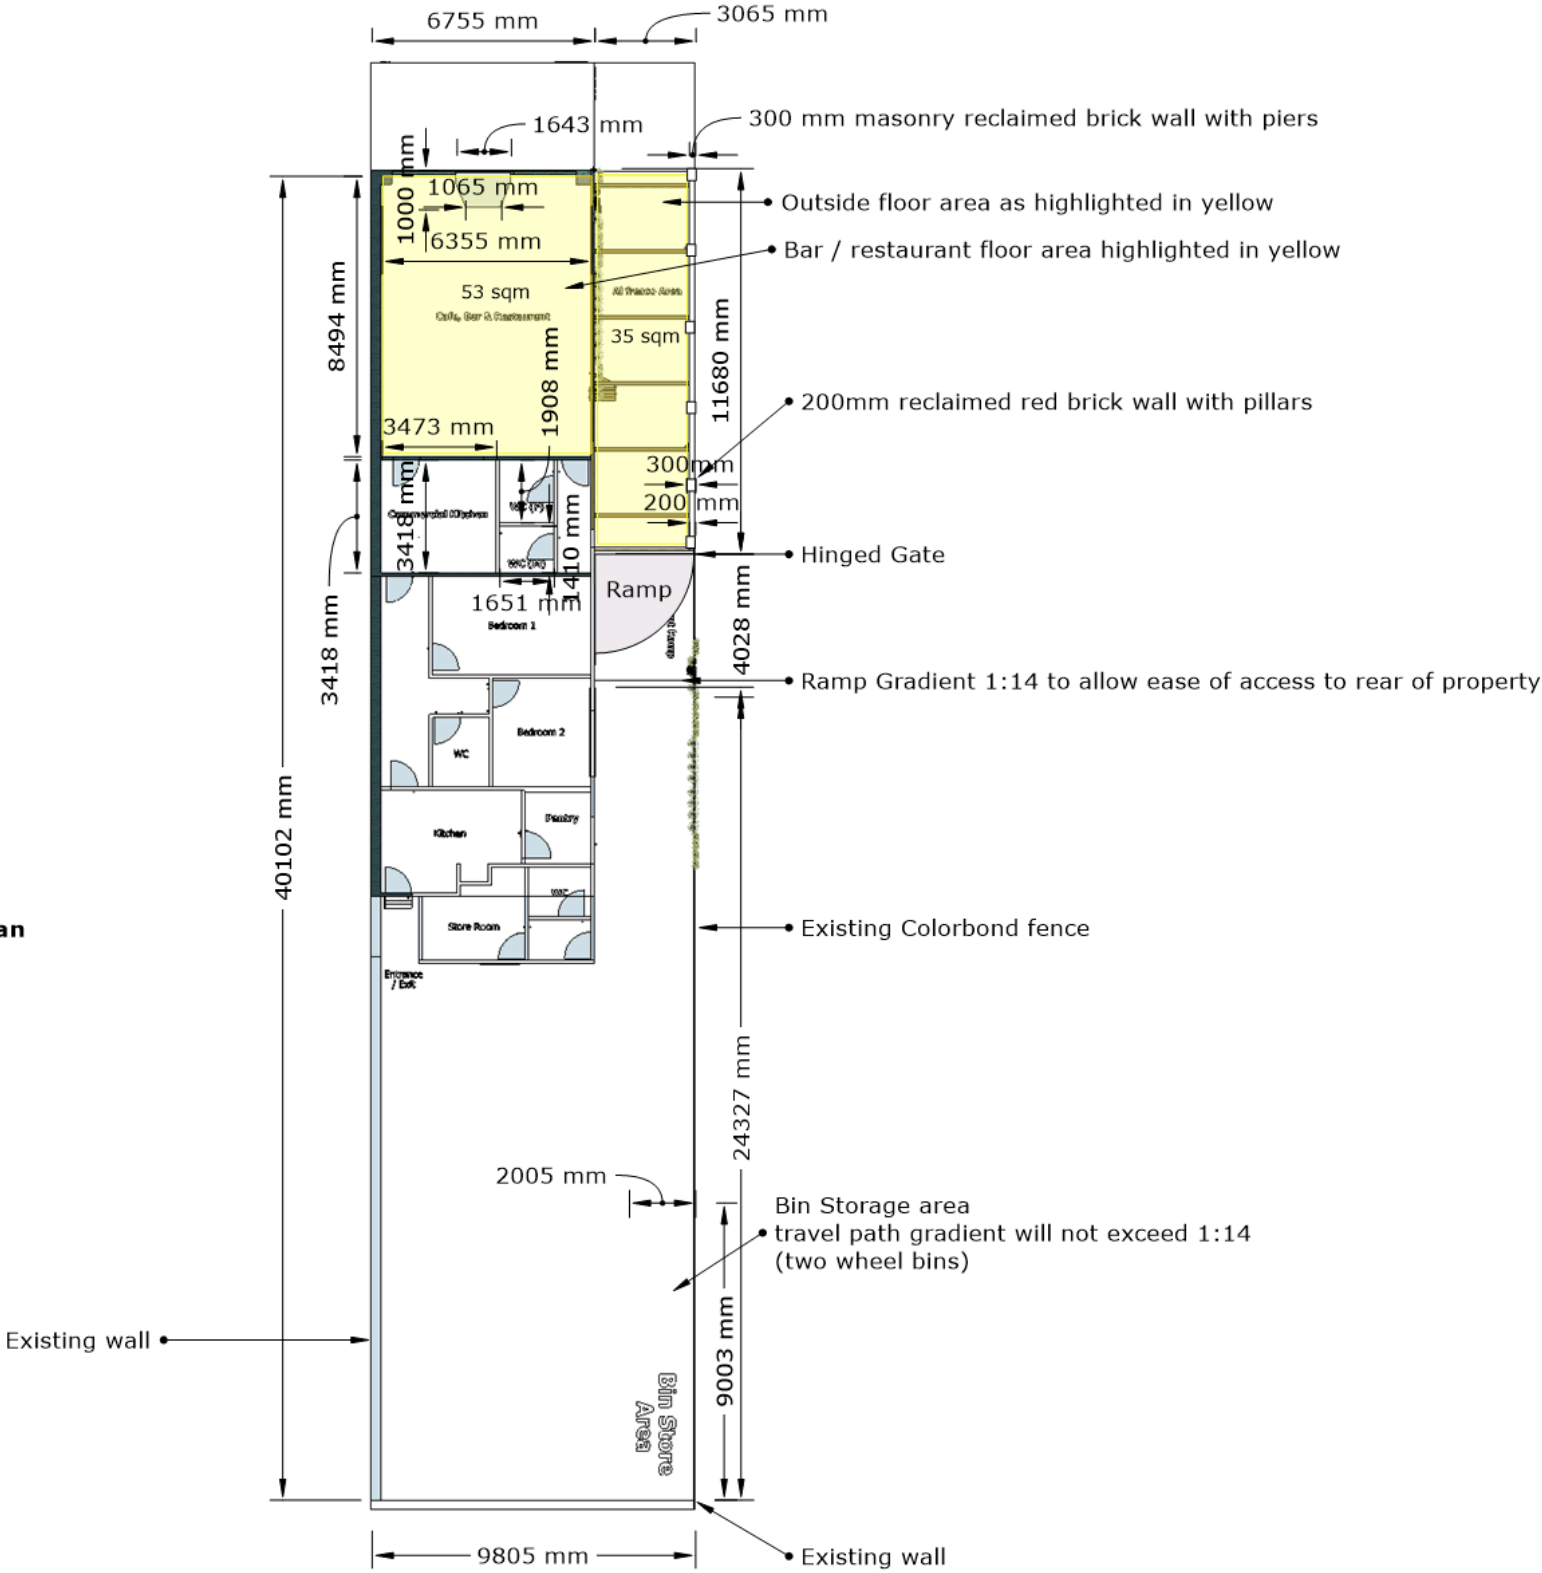 6755 mm
3065 mm
1643 mm
300 mm masonry reclaimed brick wall with piers
1000 mm
1065 mm
Outside floor area as highlighted in yellow
6355 mm
Bar / restaurant floor area highlighted in yellow
53 sqm
Al fresco Area
Cafe, Bar & Restaurant
8494 mm
35 sqm
11680 mm
1908 mm
200mm reclaimed red brick wall with pillars
3473 mm
300mm
200 mm
Commercial Kitchen
3418 mm
1410 mm
Hinged Gate
Ramp
1651 mm
Bedroom 1
4028 mm
3418 mm
Ramp Gradient 1:14 to allow ease of access to rear of property
Bedroom 2
WC
40102 mm
Kitchen
Pantry
WC
Store Room
an
Existing Colorbond fence
Entrance
/ Exit
24327 mm
2005 mm
Bin Storage area
travel path gradient will not exceed 1:14
(two wheel bins)
9003 mm
Existing wall
Bin Store
Area
9805 mm
Existing wall